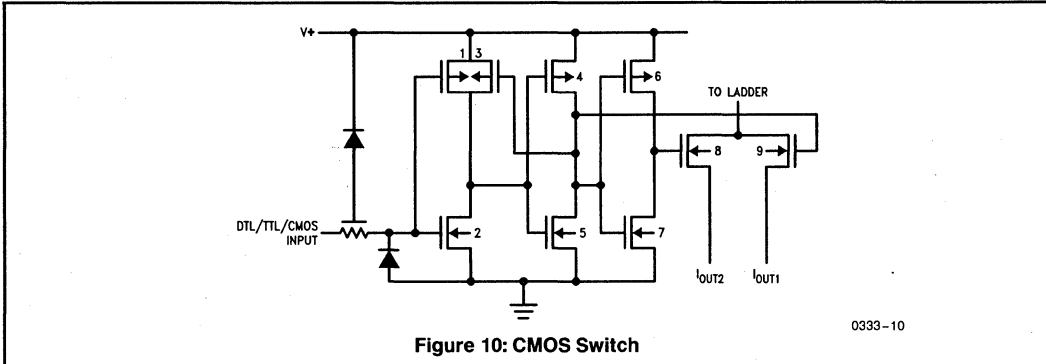 V+
1 3
4
6
TO LADDER
8
9
DTL/TTL/CMOS
INPUT
2
5
7
IOUT2
IOUT1
0333-10
Figure 10: CMOS Switch